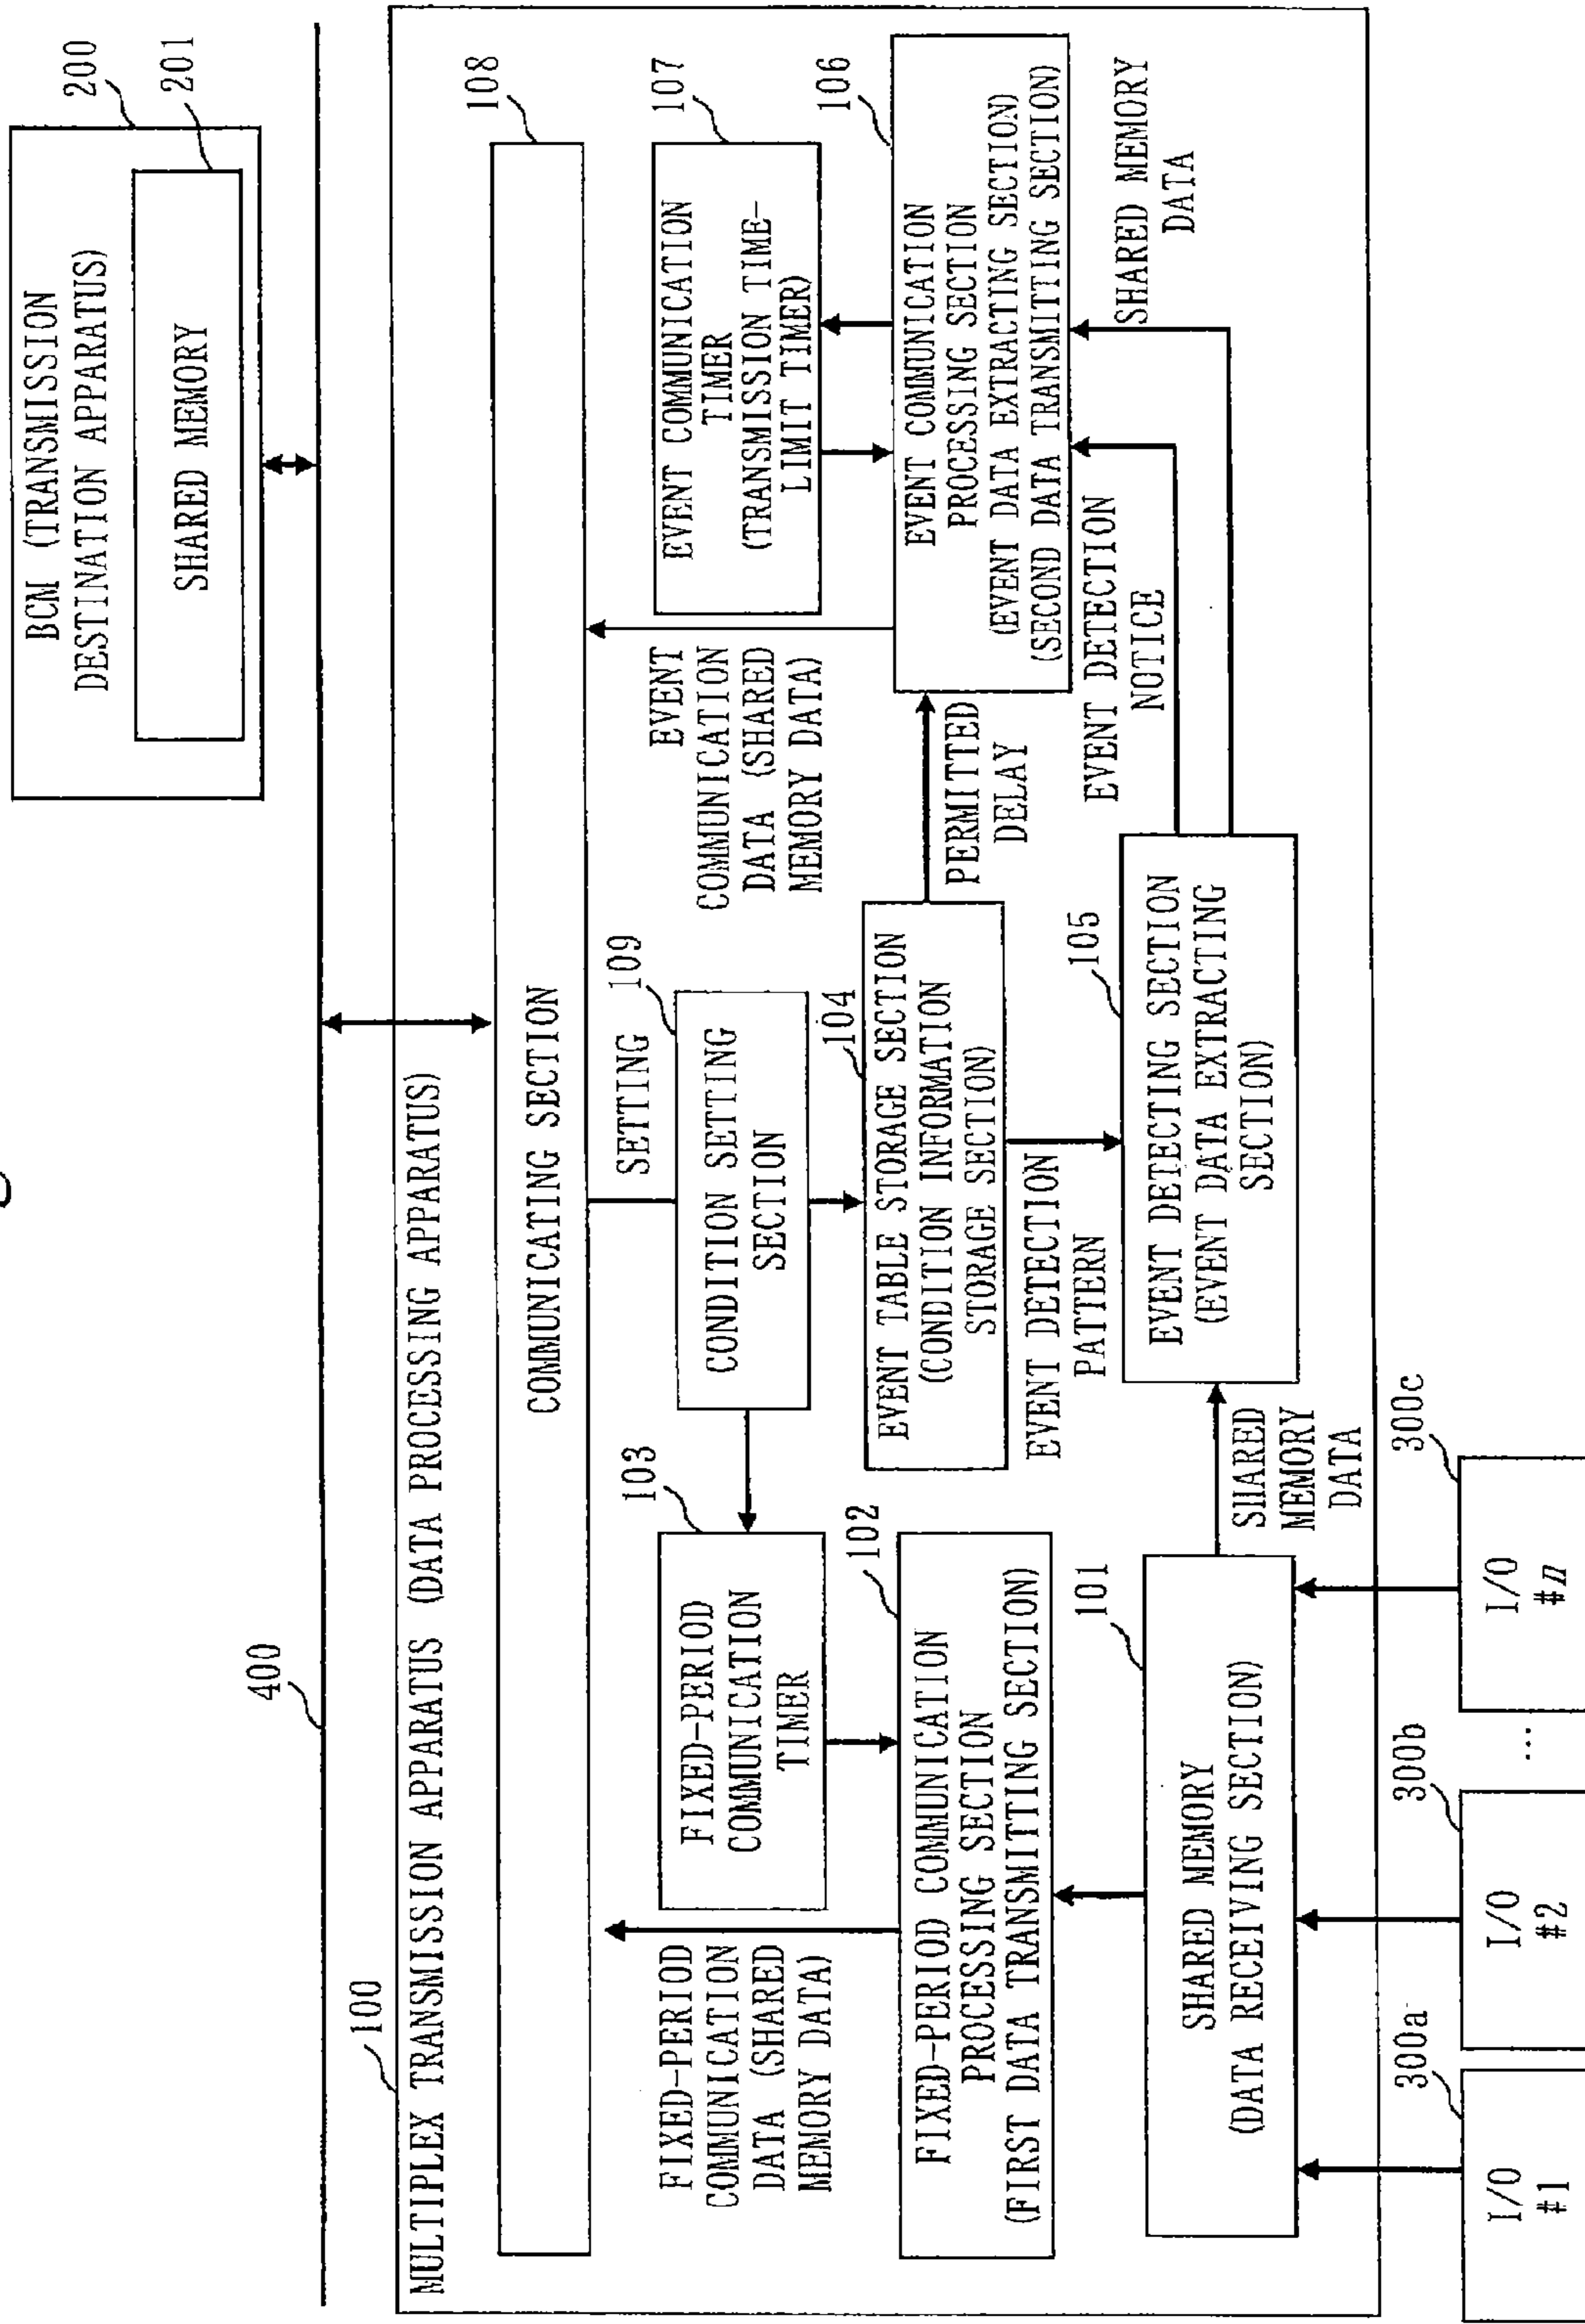 BCM (TRANSMISSION
DESTINATION APPARATUS)
200
SHARED MEMORY
201
400
100
MULTIPLEX TRANSMISSION APPARATUS (DATA PROCESSING APPARATUS)
COMMUNICATING SECTION
108
FIXED-PERIOD
COMMUNICATION
DATA (SHARED
MEMORY DATA)
103
FIXED-PERIOD
COMMUNICATION
TIMER
SETTING
109
CONDITION SETTING
SECTION
EVENT
COMMUNICATION
DATA (SHARED
MEMORY DATA)
107
EVENT COMMUNICATION
TIMER
(TRANSMISSION TIME-
LIMIT TIMER)
102
FIXED-PERIOD COMMUNICATION
PROCESSING SECTION
(FIRST DATA TRANSMITTING SECTION)
104
EVENT TABLE STORAGE SECTION
(CONDITION INFORMATION
STORAGE SECTION)
PERMITTED
DELAY
106
EVENT COMMUNICATION
PROCESSING SECTION
(EVENT DATA EXTRACTING SECTION)
(SECOND DATA TRANSMITTING SECTION)
EVENT DETECTION
PATTERN
EVENT DETECTION
NOTICE
SHARED MEMORY
DATA
101
SHARED MEMORY
(DATA RECEIVING SECTION)
SHARED
MEMORY
DATA
105
EVENT DETECTING SECTION
(EVENT DATA EXTRACTING
SECTION)
300a
I/O
#1
300b
I/O
#2
...
300c
I/O
#n